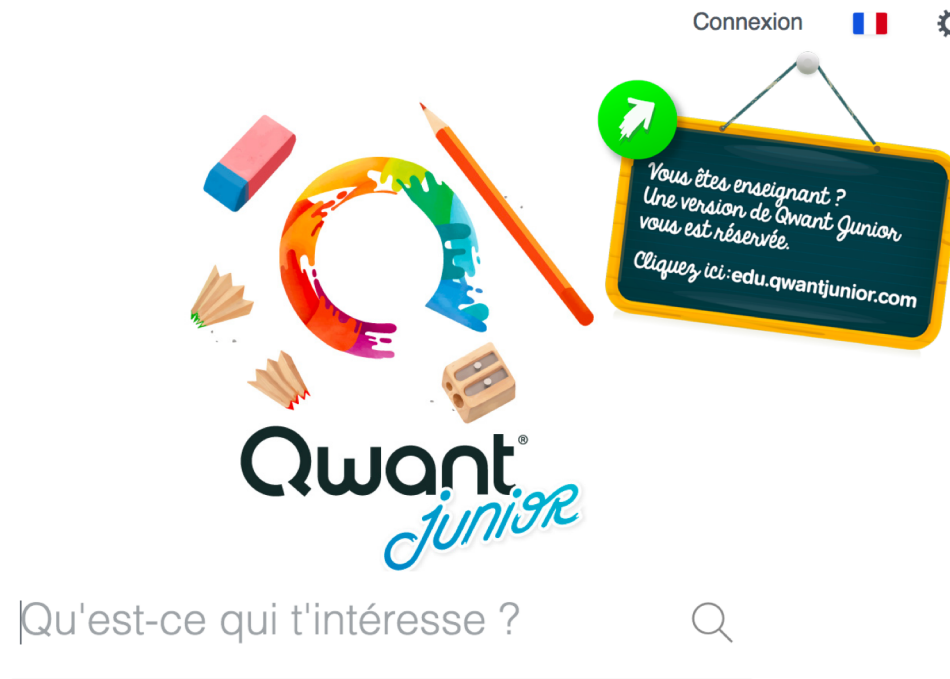 Connexion
Vous êtes enseignant ?
Une version de Qwant Junior
vous est réservée.
Cliquez ici:edu.qwantjunior.com
Qwant®
junior
Qu'est-ce qui t'intéresse ?